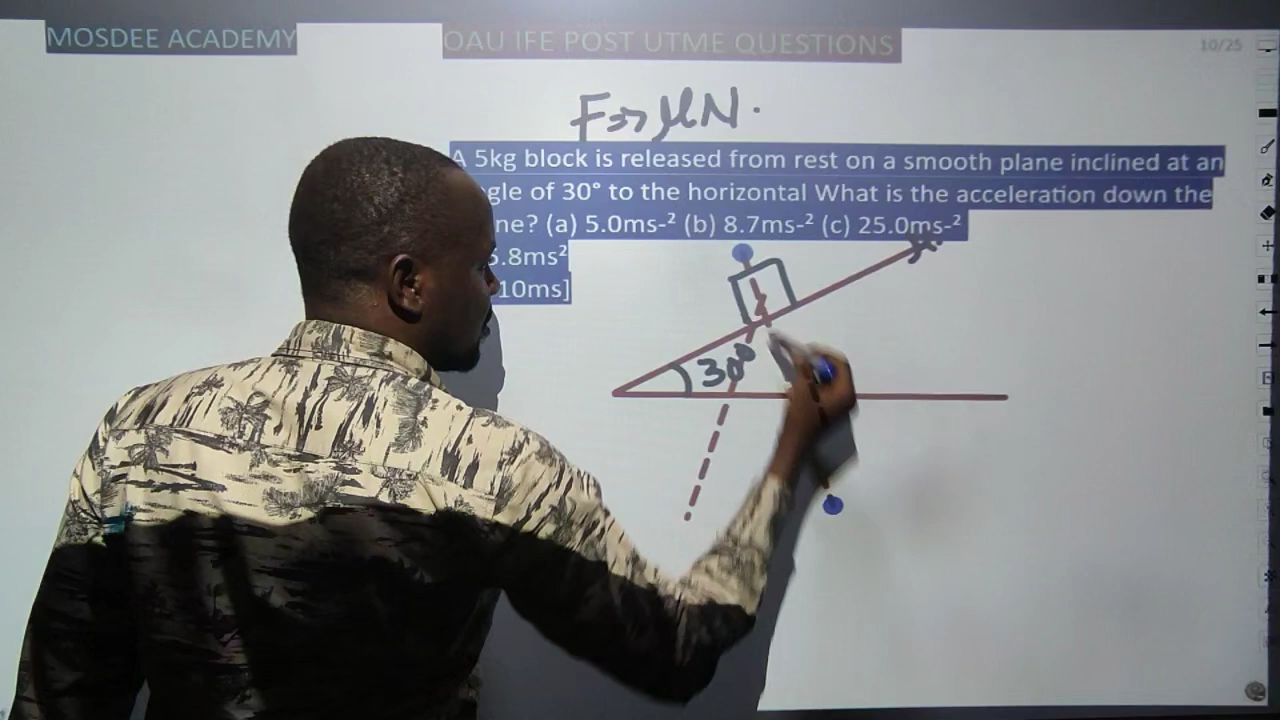 MOSDEE ACADEMY
OAU IFE POST UTME QUESTIONS
10/25
F=μN.
A 5kg block is released from rest on a smooth plane inclined at an
gle of 30° to the horizontal What is the acceleration down the
ne? (a) 5.0ms-² (b) 8.7ms-² (c) 25.0ms-²
5.8ms²
10ms]
30°